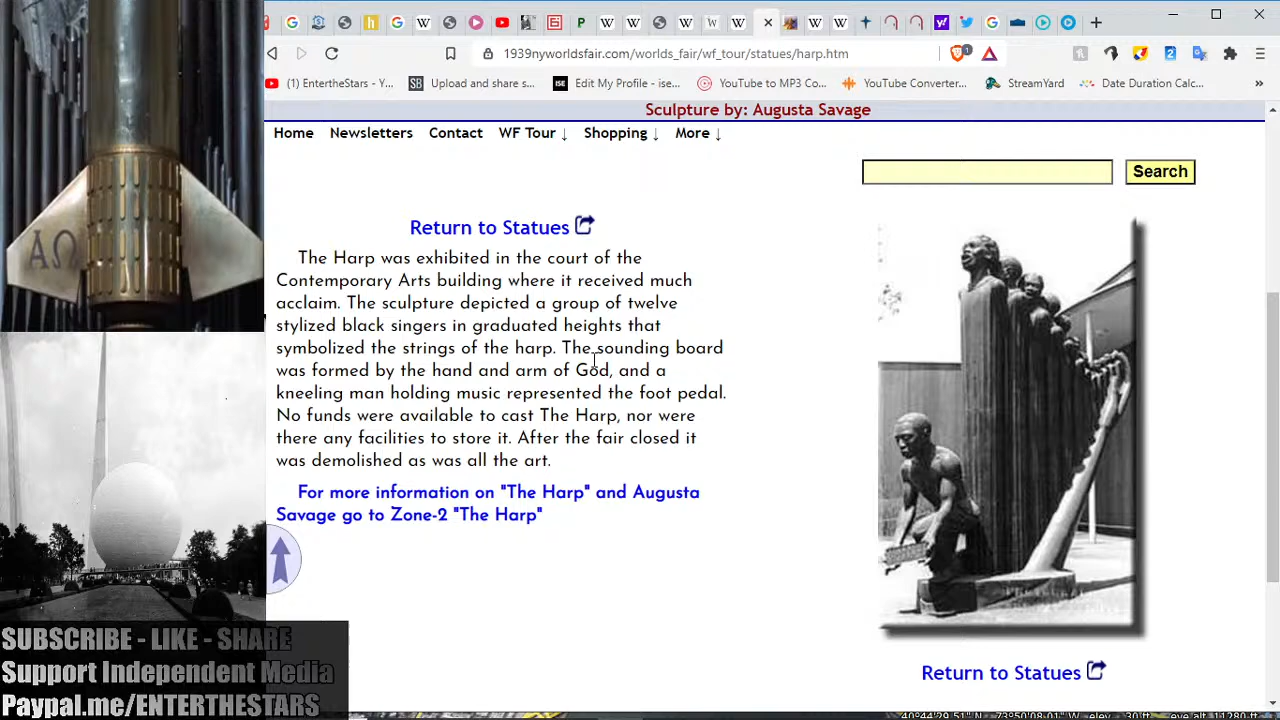 1939nyworldsfair.com/worlds_fair/wf_tour/statues/harp.htm
(1) EntertheStars - Y... Upload and share s... ISE Edit My Profile - ise... YouTube to MP3 Co... YouTube Converter... StreamYard Date Duration Calc... »
Sculpture by: Augusta Savage
Home Newsletters Contact WF Tour ↓ Shopping ↓ More ↓
Search
Return to Statues
The Harp was exhibited in the court of the
Contemporary Arts building where it received much
acclaim. The sculpture depicted a group of twelve
stylized black singers in graduated heights that
symbolized the strings of the harp. The sounding board
was formed by the hand and arm of God, and a
kneeling man holding music represented the foot pedal.
No funds were available to cast The Harp, nor were
there any facilities to store it. After the fair closed it
was demolished as was all the art.
For more information on "The Harp" and Augusta
Savage go to Zone-2 "The Harp"
Return to Statues
ΑΩ
SUBSCRIBE - LIKE - SHARE
Support Independent Media
Paypal.me/ENTERTHESTARS